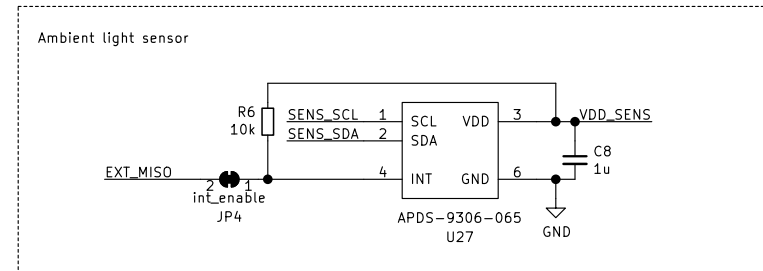 Ambient light sensor
R6
10k
SENS_SCL 1 SCL VDD 3 VDD_SENS
SENS_SDA 2 SDA
C8
1u
EXT_MISO 2 1 4 INT GND 6
int_enable
JP4
APDS-9306-065
U27
GND